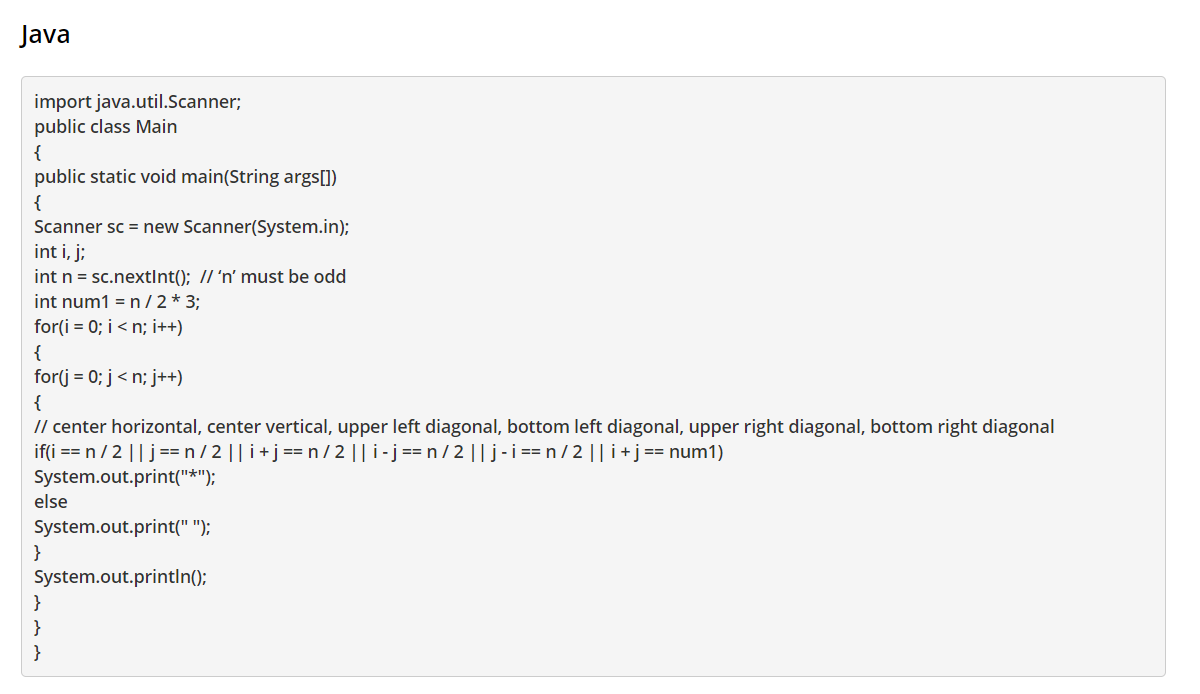 Java
import java.util.Scanner;
public class Main
{
public static void main(String args[])
{
Scanner sc = new Scanner(System.in);
int i, j;
int n = sc.nextInt();  // ‘n’ must be odd
int num1 = n / 2 * 3;
for(i = 0; i < n; i++)
{
for(j = 0; j < n; j++)
{
// center horizontal, center vertical, upper left diagonal, bottom left diagonal, upper right diagonal, bottom right diagonal
if(i == n / 2 || j == n / 2 || i + j == n / 2 || i - j == n / 2 || j - i == n / 2 || i + j == num1)
System.out.print("*");
else
System.out.print(" ");
}
System.out.println();
}
}
}